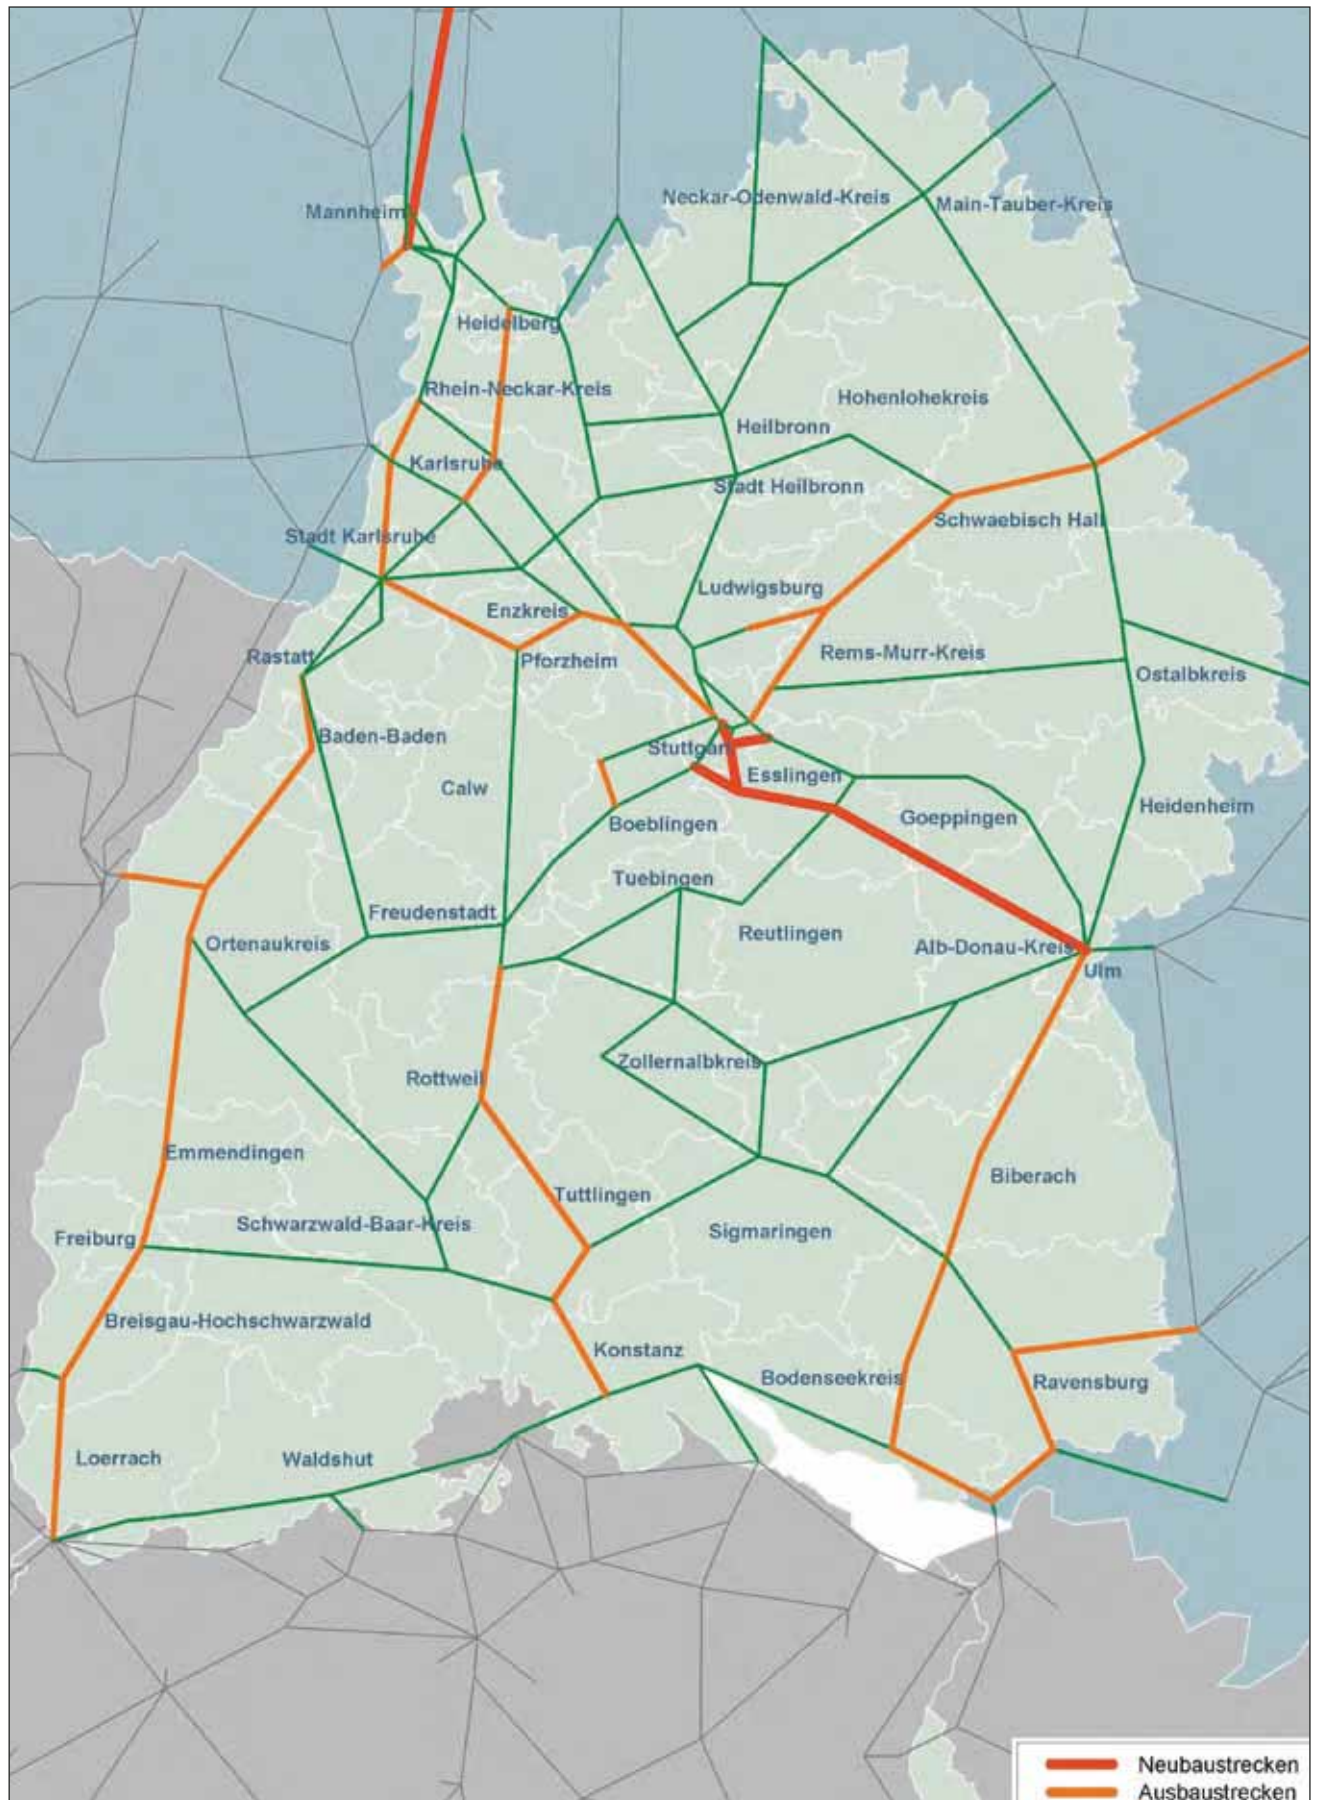 Neckar-Odenwald-Kreis
Main-Tauber-Kreis
Mannheim
Heidelberg
Rhein-Neckar-Kreis
Hohenlohekreis
Heilbronn
Karlsruhe
Stadt Heilbronn
Schwaebisch Hall
Stadt Karlsruhe
Ludwigsburg
Enzkreis
Rems-Murr-Kreis
Rastatt
Pforzheim
Ostalbkreis
Baden-Baden
Stuttgart
Esslingen
Calw
Heidenheim
Goeppingen
Boeblingen
Tuebingen
Freudenstadt
Reutlingen
Ortenaukreis
Alb-Donau-Kreis
Ulm
Zollernalbkreis
Rottweil
Emmendingen
Biberach
Tuttlingen
Schwarzwald-Baar-Kreis
Sigmaringen
Freiburg
Breisgau-Hochschwarzwald
Konstanz
Bodenseekreis
Ravensburg
Loerrach
Waldshut
Neubaustrecken
Ausbaustrecken